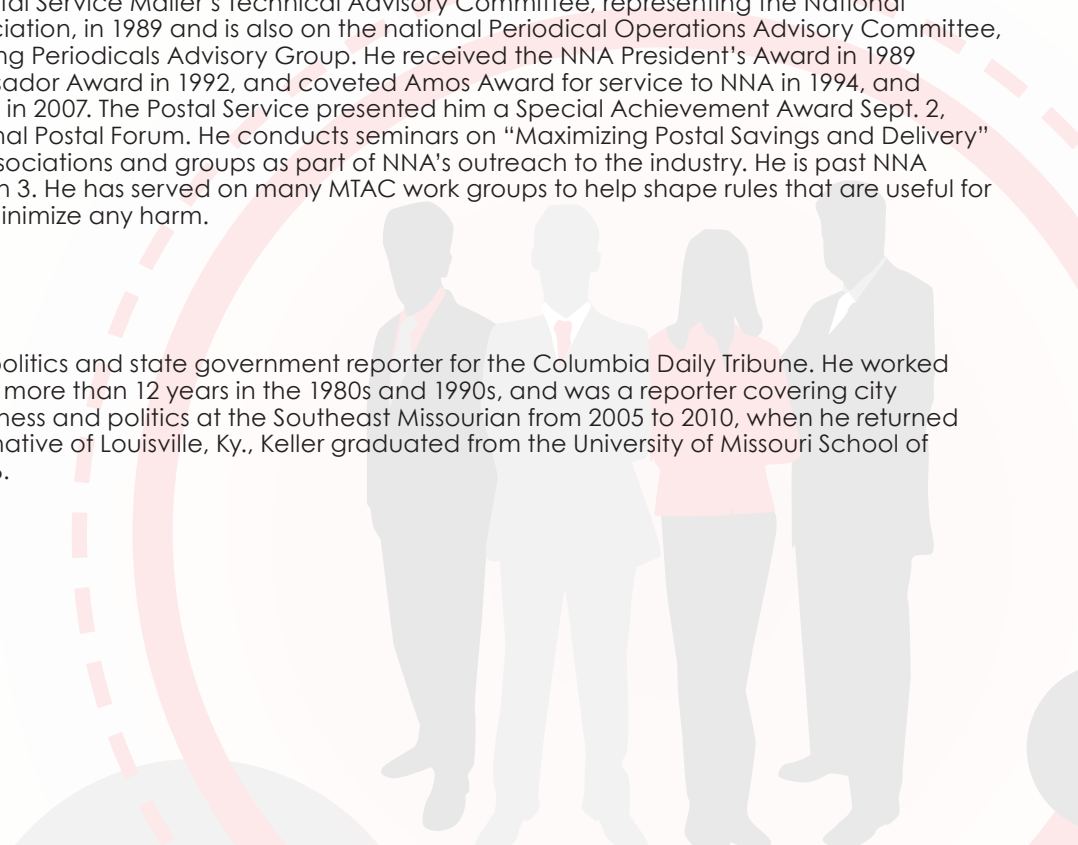 tal Service Mailer’s Technical Advisory Committee, representing the National
ciation, in 1989 and is also on the national Periodical Operations Advisory Committee,
ng Periodicals Advisory Group. He received the NNA President’s Award in 1989
sador Award in 1992, and coveted Amos Award for service to NNA in 1994, and
in 2007. The Postal Service presented him a Special Achievement Award Sept. 2,
nal Postal Forum. He conducts seminars on “Maximizing Postal Savings and Delivery”
ssociations and groups as part of NNA’s outreach to the industry. He is past NNA
n 3. He has served on many MTAC work groups to help shape rules that are useful for
inimize any harm.
politics and state government reporter for the Columbia Daily Tribune. He worked
more than 12 years in the 1980s and 1990s, and was a reporter covering city
ness and politics at the Southeast Missourian from 2005 to 2010, when he returned
native of Louisville, Ky., Keller graduated from the University of Missouri School of